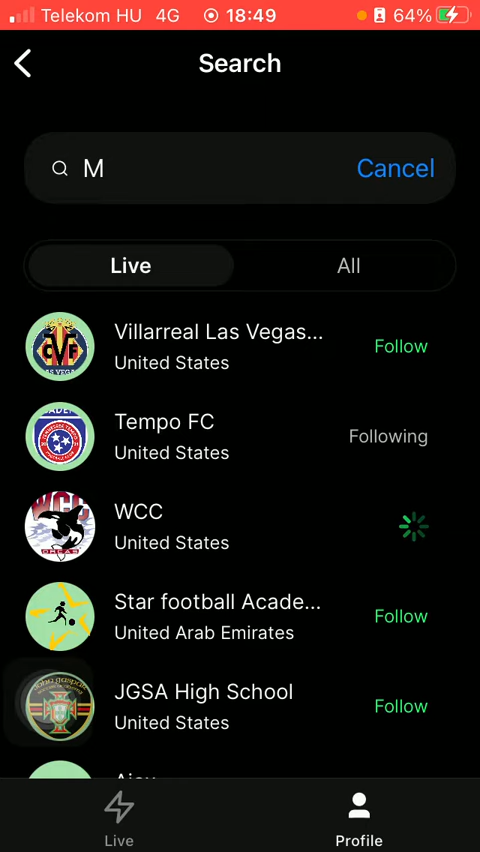 Telekom HU 4G 18:49 64%
Search
M Cancel
Live All
Villarreal Las Vegas...
United States
Follow
Tempo FC
United States
Following
WCC
United States
Star football Acade...
United Arab Emirates
Follow
JGSA High School
United States
Follow
Live Profile